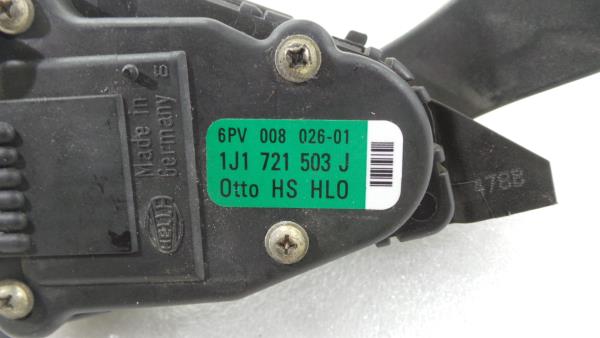 6PV 008 026-01
1J1 721 503 J
Otto HS HLO
Made in
Germany
HELLA
478B